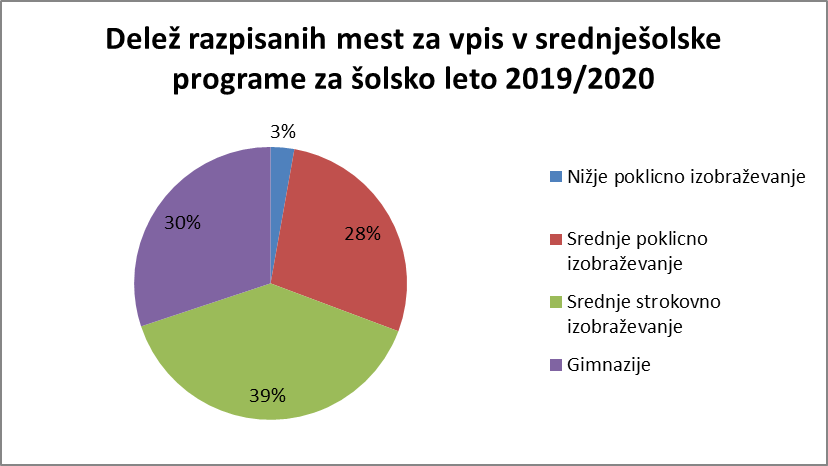 Delež razpisanih mest za vpis v srednješolske
programe za šolsko leto 2019/2020
3%
28%
39%
30%
Nižje poklicno izobraževanje
Srednje poklicno
izobraževanje
Srednje strokovno
izobraževanje
Gimnazije